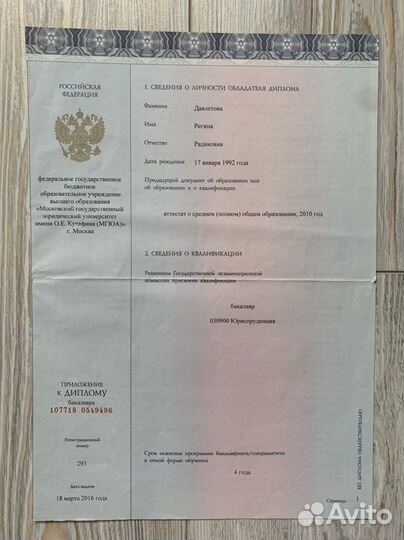 РОССИЙСКАЯ
ФЕДЕРАЦИЯ
федеральное государственное
бюджетное
образовательное учреждение
высшего образования
«Московский государственный
юридический университет
имени О.Е. Кутафина (МГЮА)»
г. Москва
ПРИЛОЖЕНИЕ
к ДИПЛОМУ
бакалавра
107718 0549496
Регистрационный
номер
293
Дата выдачи
18 марта 2016 года
1. СВЕДЕНИЯ О ЛИЧНОСТИ ОБЛАДАТЕЛЯ ДИПЛОМА
Фамилия Давлетова
Имя Регина
Отчество Радиковна
Дата рождения 17 января 1992 года
Предыдущий документ об образовании или
об образовании и о квалификации
аттестат о среднем (полном) общем образовании, 2010 год
2. СВЕДЕНИЯ О КВАЛИФИКАЦИИ
Решением Государственной экзаменационной
комиссии присвоена квалификация
бакалавр
030900 Юриспруденция
Срок освоения программы бакалавриата/специалитета
в очной форме обучения
4 года
БЕЗ ДИПЛОМА НЕДЕЙСТВИТЕЛЬНО
Страница 1
Avito